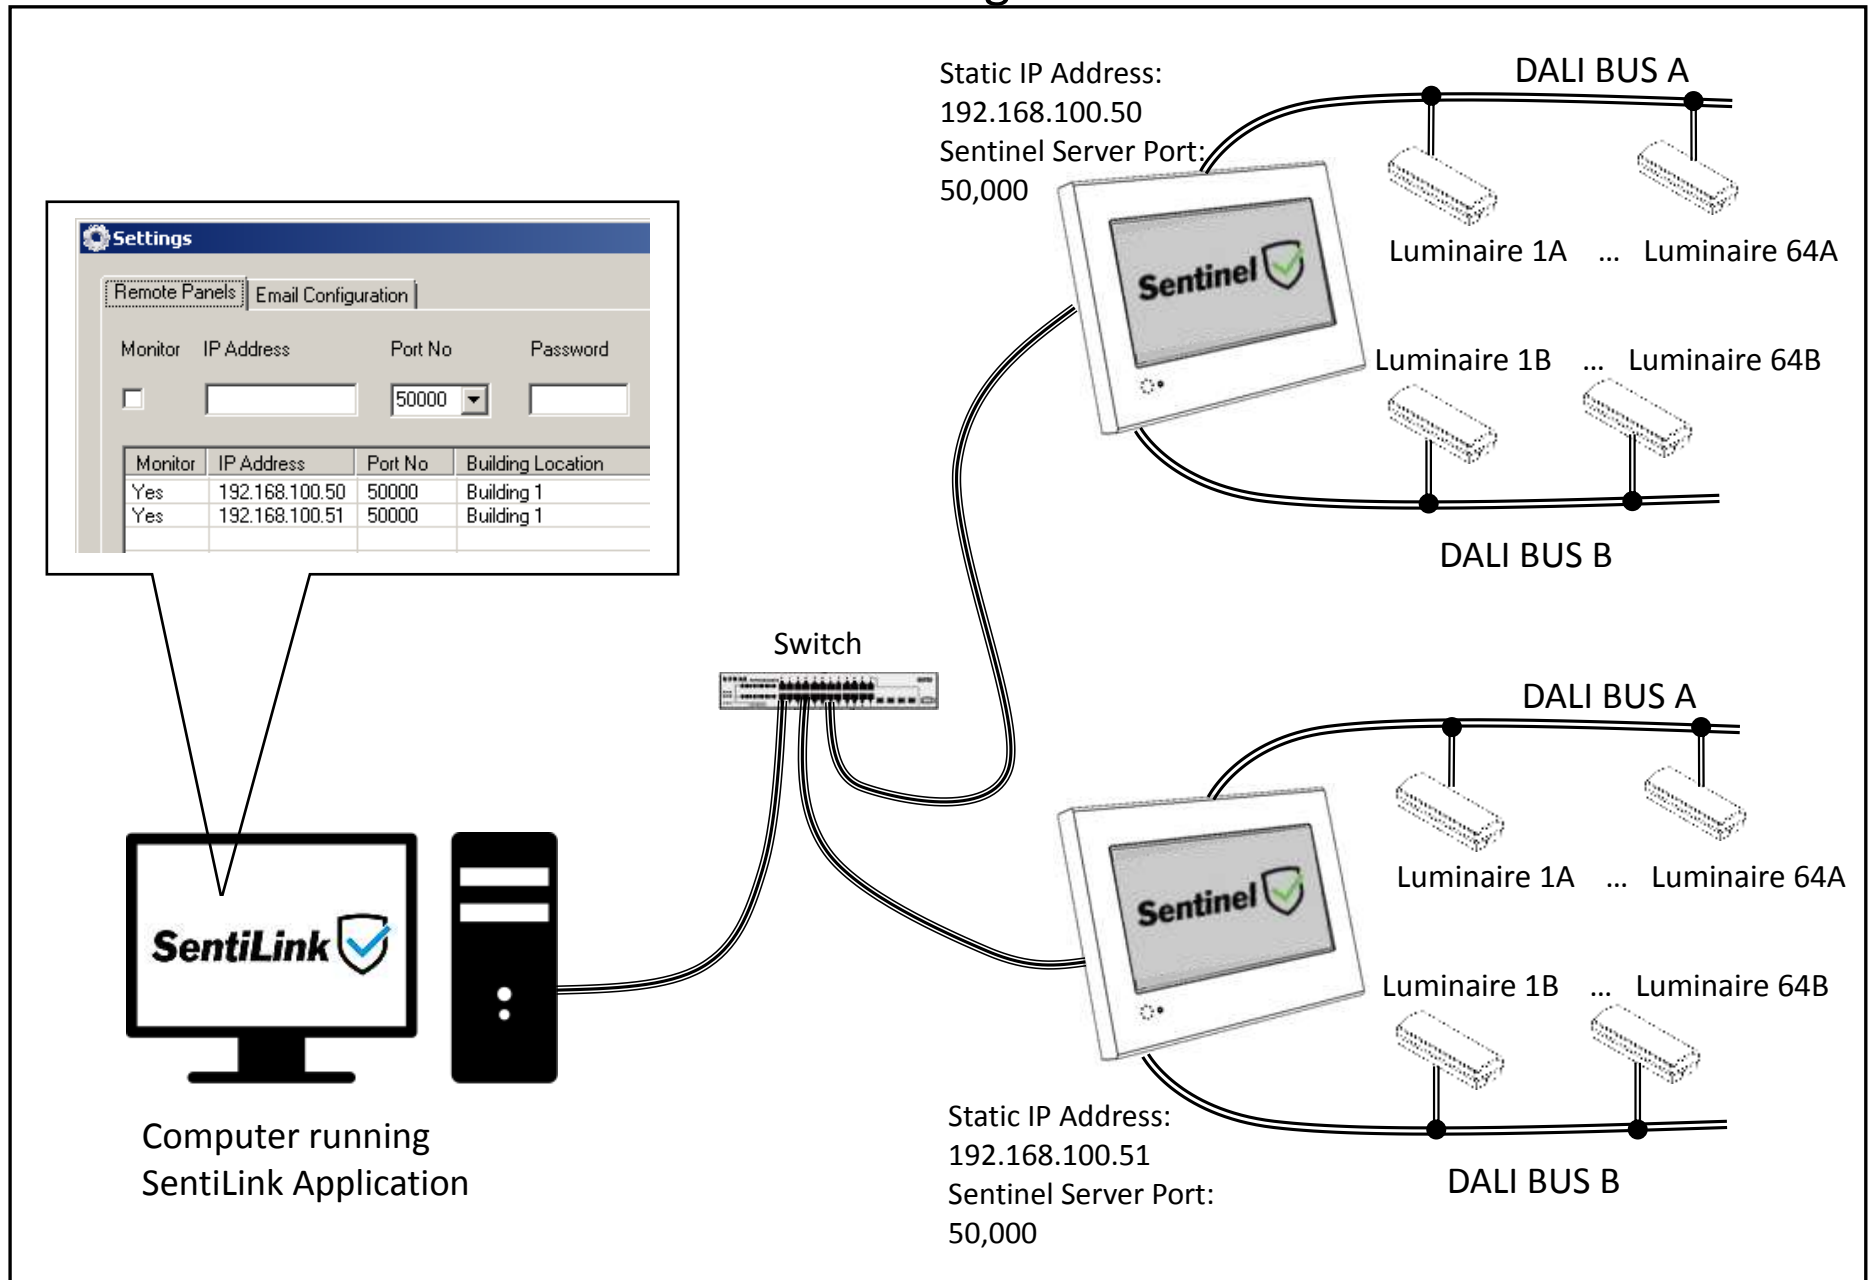 Static IP Address:
192.168.100.50
Sentinel Server Port:
50,000
DALI BUS A
Luminaire 1A ... Luminaire 64A
Sentinel
Luminaire 1B ... Luminaire 64B
DALI BUS B
Settings
Remote Panels Email Configuration
Monitor IP Address Port No Password
50000
Monitor IP Address Port No Building Location
Yes 192.168.100.50 50000 Building 1
Yes 192.168.100.51 50000 Building 1
Switch
DALI BUS A
Luminaire 1A ... Luminaire 64A
Sentinel
Luminaire 1B ... Luminaire 64B
DALI BUS B
SentiLink
Computer running
SentiLink Application
Static IP Address:
192.168.100.51
Sentinel Server Port:
50,000